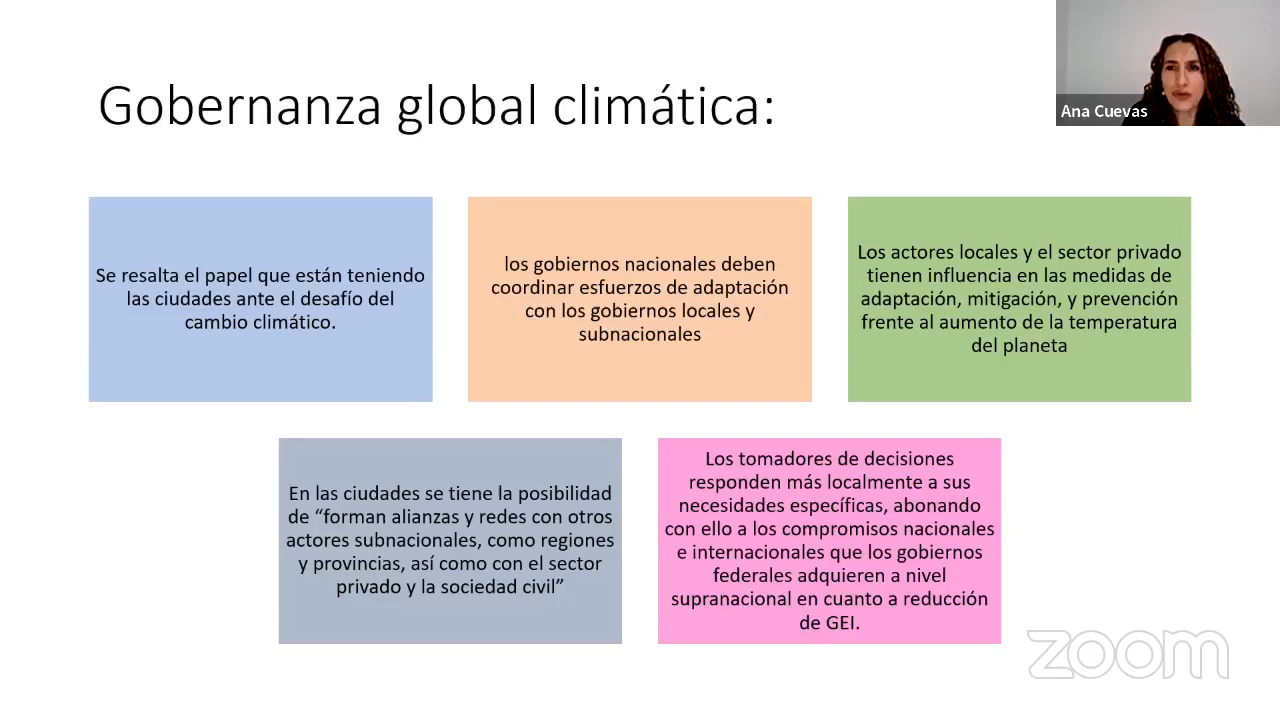 Gobernanza global climática:
Ana Cuevas
Se resalta el papel que están teniendo
las ciudades ante el desafío del
cambio climático.
los gobiernos nacionales deben
coordinar esfuerzos de adaptación
con los gobiernos locales y
subnacionales
Los actores locales y el sector privado
tienen influencia en las medidas de
adaptación, mitigación, y prevención
frente al aumento de la temperatura
del planeta
En las ciudades se tiene la posibilidad
de “forman alianzas y redes con otros
actores subnacionales, como regiones
y provincias, así como con el sector
privado y la sociedad civil”
Los tomadores de decisiones
responden más localmente a sus
necesidades específicas, abonando
con ello a los compromisos nacionales
e internacionales que los gobiernos
federales adquieren a nivel
supranacional en cuanto a reducción
de GEI.
zoom